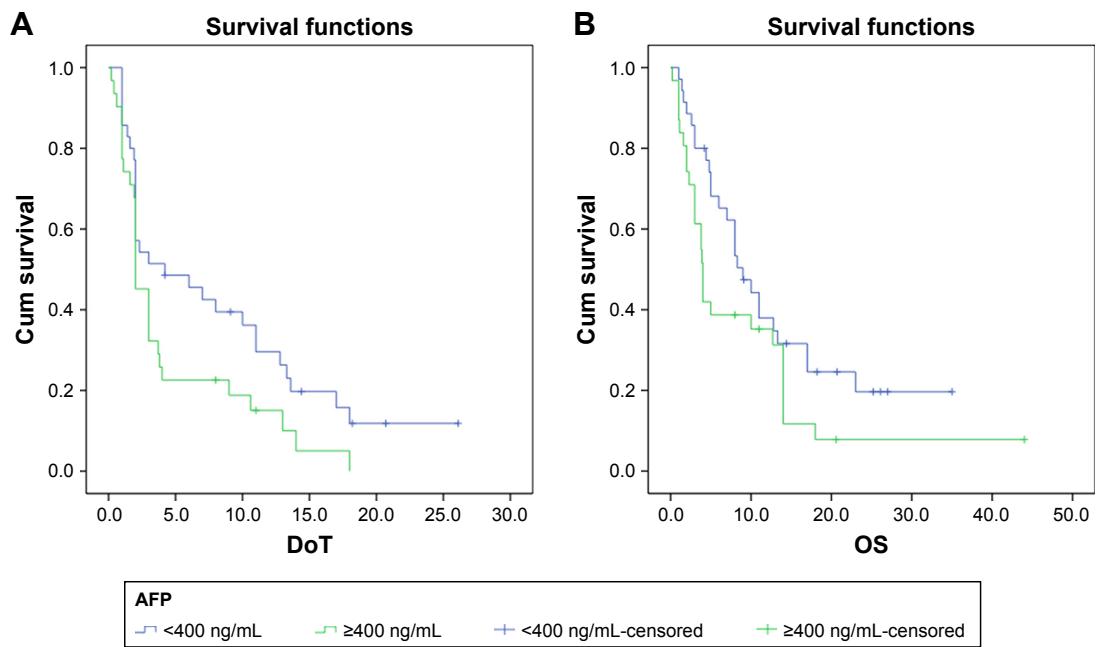 A
Survival functions
Cum survival
1.0
0.8
0.6
0.4
0.2
0.0
0.0 5.0 10.0 15.0 20.0 25.0 30.0
DoT
B
Survival functions
Cum survival
1.0
0.8
0.6
0.4
0.2
0.0
0.0 10.0 20.0 30.0 40.0 50.0
OS
AFP
<400 ng/mL ≥400 ng/mL <400 ng/mL-censored ≥400 ng/mL-censored